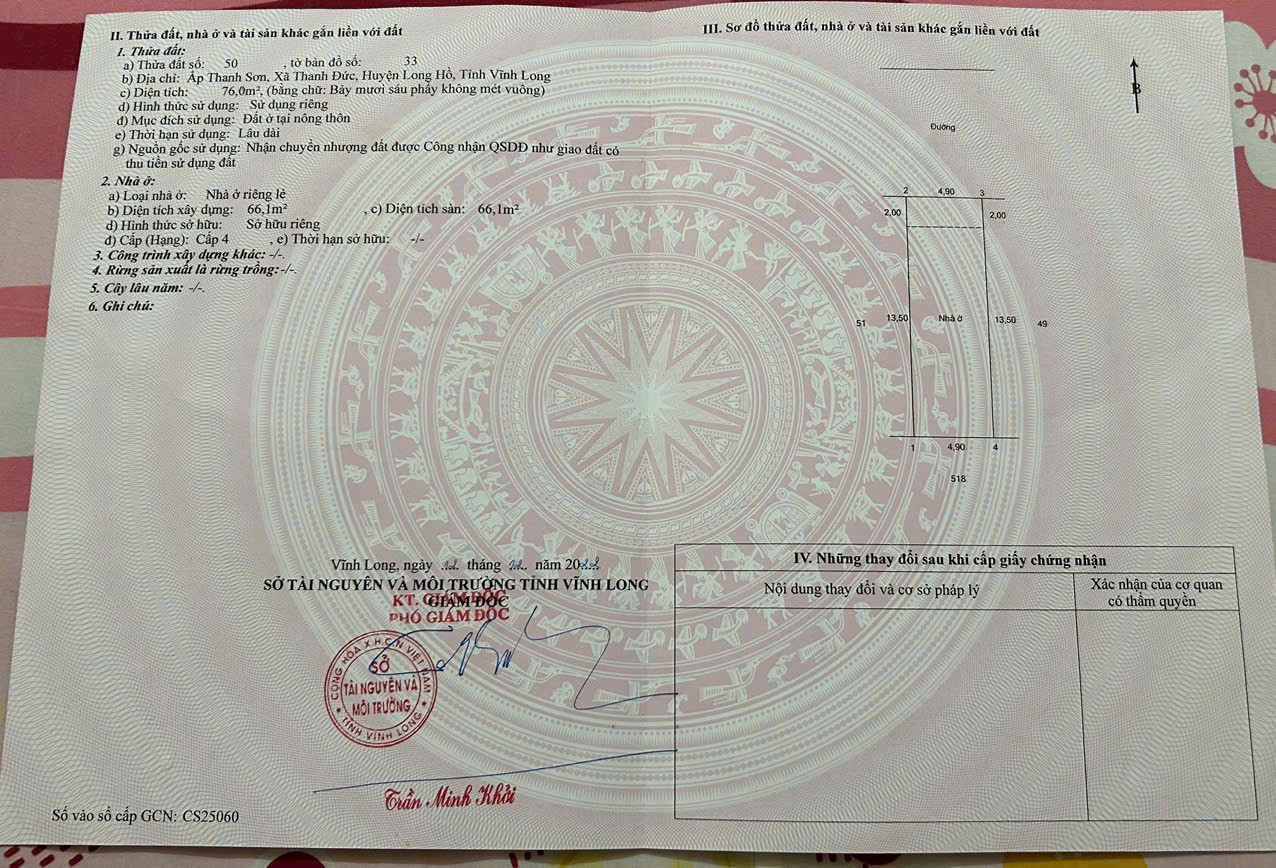 II. Thửa đất, nhà ở và tài sản khác gắn liền với đất
1. Thửa đất:
a) Thửa đất số: 50 , tờ bản đồ số: 33
b) Địa chỉ: Ấp Thanh Sơn, Xã Thanh Đức, Huyện Long Hồ, Tỉnh Vĩnh Long
c) Diện tích: 76,0m², (bằng chữ: Bảy mươi sáu phẩy không mét vuông)
d) Hình thức sử dụng: Sử dụng riêng
đ) Mục đích sử dụng: Đất ở tại nông thôn
e) Thời hạn sử dụng: Lâu dài
g) Nguồn gốc sử dụng: Nhận chuyển nhượng đất được Công nhận QSDĐ như giao đất có
thu tiền sử dụng đất
2. Nhà ở:
a) Loại nhà ở: Nhà ở riêng lẻ
b) Diện tích xây dựng: 66,1m² , c) Diện tích sàn: 66,1m²
d) Hình thức sở hữu: Sở hữu riêng
đ) Cấp (Hạng): Cấp 4 , e) Thời hạn sở hữu: -/-
3. Công trình xây dựng khác: -/-.
4. Rừng sản xuất là rừng trồng: -/-.
5. Cây lâu năm: -/-.
6. Ghi chú:
Vĩnh Long, ngày tháng năm 20
SỞ TÀI NGUYÊN VÀ MÔI TRƯỜNG TỈNH VĨNH LONG
KT. GIÁM ĐỐC
GIÁM ĐỐC
PHÓ GIÁM ĐỐC
CỘNG HÒA X.H.C.N VIỆT NAM
SỞ
TÀI NGUYÊN VÀ
MÔI TRƯỜNG
TỈNH VĨNH LONG
Trần Minh Khởi
Số vào sổ cấp GCN: CS25060
III. Sơ đồ thửa đất, nhà ở và tài sản khác gắn liền với đất
B
Đường
2 4,90 3
2,00 2,00
51 13,50 Nhà ở 13,50 49
1 4,90 4
518
IV. Những thay đổi sau khi cấp giấy chứng nhận
Nội dung thay đổi và cơ sở pháp lý
Xác nhận của cơ quan
có thẩm quyền